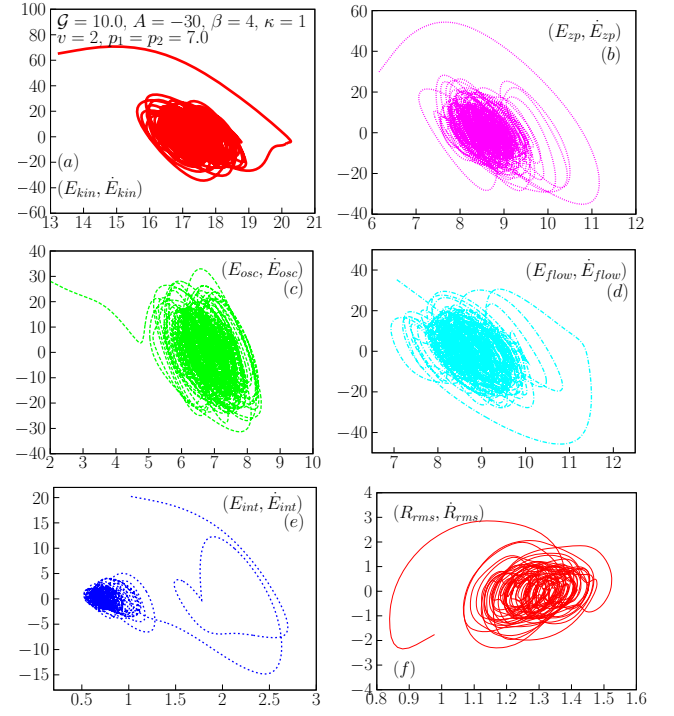 100
80
60
40
20
0
−20
−40
−60
13 14 15 16 17 18 19 20 21
𝒢 = 10.0, A = −30, β = 4, κ = 1
v = 2, p₁ = p₂ = 7.0
(a)
(E_kin, Ė_kin)
60
40
20
0
−20
−40
6 7 8 9 10 11 12
(E_zp, Ė_zp)
(b)
40
30
20
10
0
−10
−20
−30
−40
2 3 4 5 6 7 8 9 10
(E_osc, Ė_osc)
(c)
40
20
0
−20
−40
7 8 9 10 11 12
(E_flow, Ė_flow)
(d)
20
15
10
5
0
−5
−10
−15
0.5 1 1.5 2 2.5 3
(E_int, Ė_int)
(e)
4
3
2
1
0
−1
−2
−3
−4
0.8 0.9 1 1.1 1.2 1.3 1.4 1.5 1.6
(R_rms, Ṙ_rms)
(f)